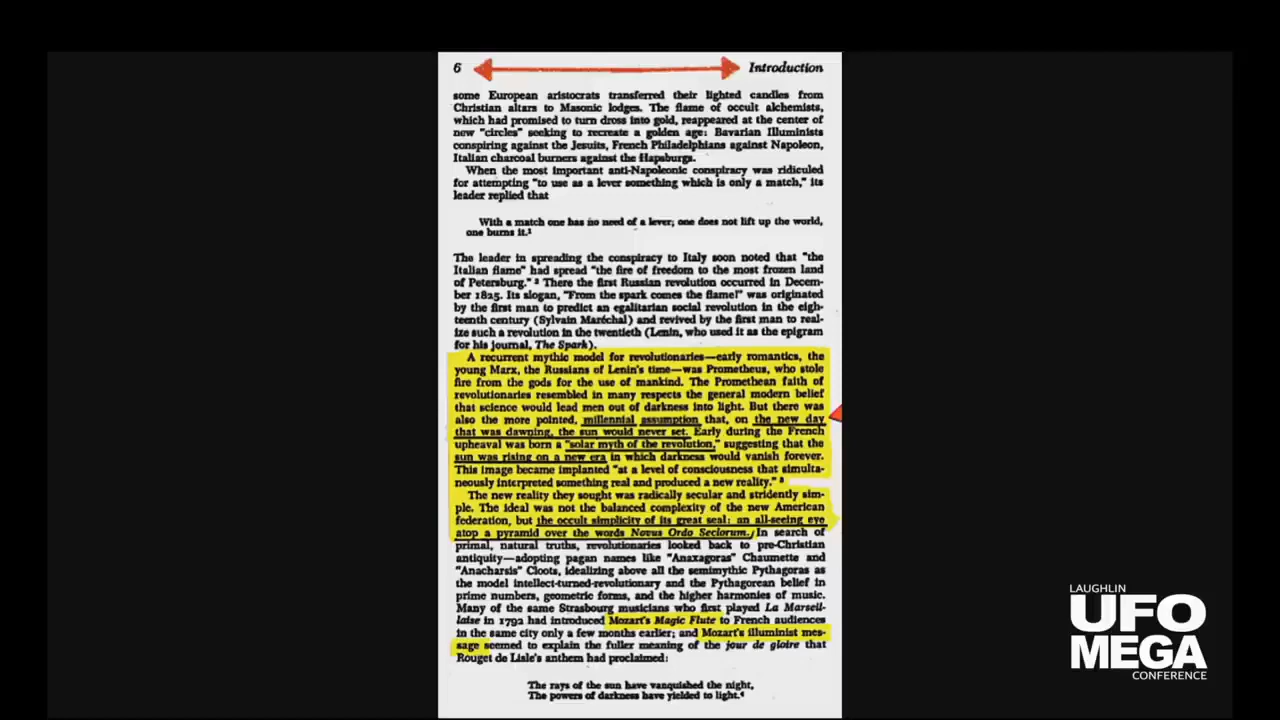 6 Introduction
some European aristocrats transferred their lighted candles from
Christian altars to Masonic lodges. The flame of occult alchemists,
which had promised to turn dross into gold, reappeared at the center of
new "circles" seeking to recreate a golden age: Bavarian Illuminists
conspiring against the Jesuits, French Philadelphians against Napoleon,
Italian charcoal burners against the Hapsburgs.
When the most important anti-Napoleonic conspiracy was ridiculed
for attempting "to use as a lever something which is only a match," its
leader replied that
With a match one has no need of a lever; one does not lift up the world,
one burns it.¹
The leader in spreading the conspiracy to Italy soon noted that "the
Italian flame" had spread "the fire of freedom to the most frozen land
of Petersburg." ² There the first Russian revolution occurred in Decem-
ber 1825. Its slogan, "From the spark comes the flame!" was originated
by the first man to predict an egalitarian social revolution in the eigh-
teenth century (Sylvain Maréchal) and revived by the first man to real-
ize such a revolution in the twentieth (Lenin, who used it as the epigram
for his journal, The Spark).
A recurrent mythic model for revolutionaries—early romantics, the
young Marx, the Russians of Lenin's time—was Prometheus, who stole
fire from the gods for the use of mankind. The Promethean faith of
revolutionaries resembled in many respects the general modern belief
that science would lead men out of darkness into light. But there was
also the more pointed, millennial assumption that, on the new day
that was dawning, the sun would never set. Early during the French
upheaval was born a "solar myth of the revolution," suggesting that the
sun was rising on a new era in which darkness would vanish forever.
This image became implanted "at a level of consciousness that simulta-
neously interpreted something real and produced a new reality." ³
The new reality they sought was radically secular and stridently sim-
ple. The ideal was not the balanced complexity of the new American
federation, but the occult simplicity of its great seal: an all-seeing eye
atop a pyramid over the words Novus Ordo Seclorum. In search of
primal, natural truths, revolutionaries looked back to pre-Christian
antiquity—adopting pagan names like "Anaxagoras" Chaumette and
"Anacharsis" Cloots, idealizing above all the semimythic Pythagoras as
the model intellect-turned-revolutionary and the Pythagorean belief in
prime numbers, geometric forms, and the higher harmonies of music.
Many of the same Strasbourg musicians who first played La Marseil-
laise in 1792 had introduced Mozart's Magic Flute to French audiences
in the same city only a few months earlier; and Mozart's illuminist mes-
sage seemed to explain the fuller meaning of the jour de gloire that
Rouget de Lisle's anthem had proclaimed:
The rays of the sun have vanquished the night,
The powers of darkness have yielded to light.⁴
LAUGHLIN
UFO
MEGA
CONFERENCE